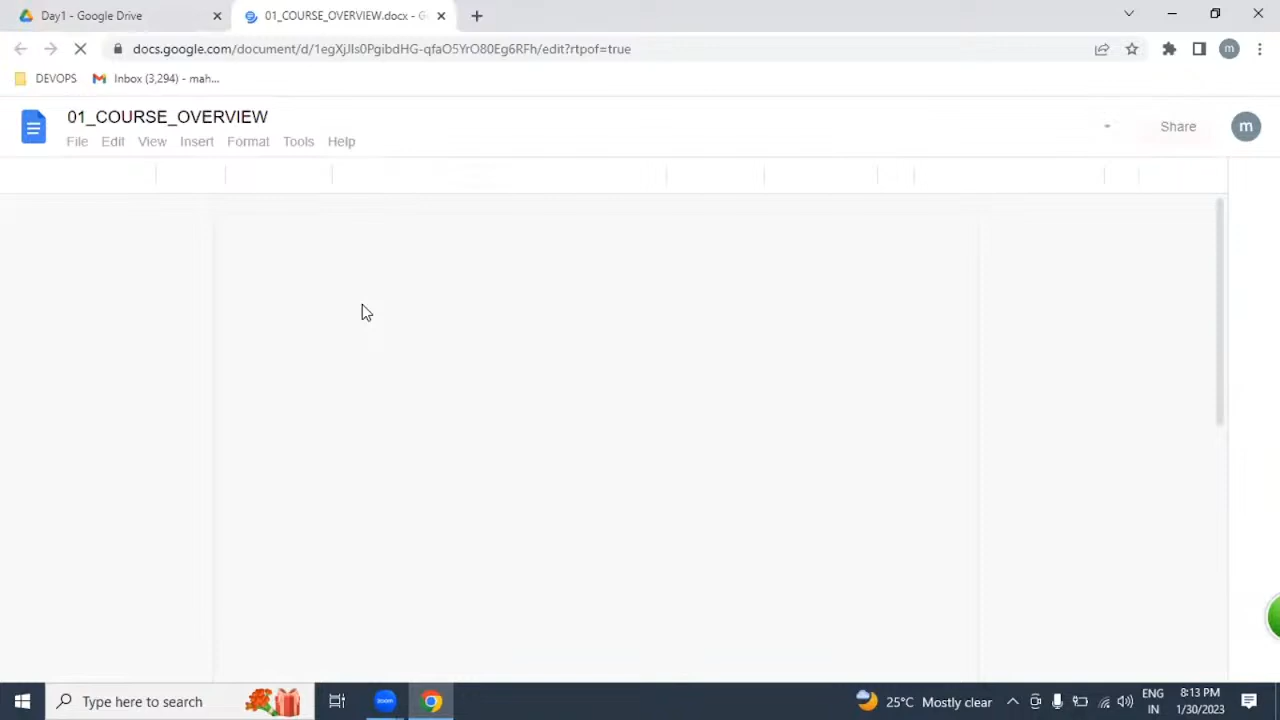 Day1 - Google Drive
01_COURSE_OVERVIEW.docx - G
docs.google.com/document/d/1egXjJIs0PgibdHG-qfaO5YrO80Eg6RFh/edit?rtpof=true
m
DEVOPS
Inbox (3,294) - mah...
01_COURSE_OVERVIEW
File Edit View Insert Format Tools Help
Share
m
Type here to search
zoom
25°C Mostly clear
ENG
IN
8:13 PM
1/30/2023